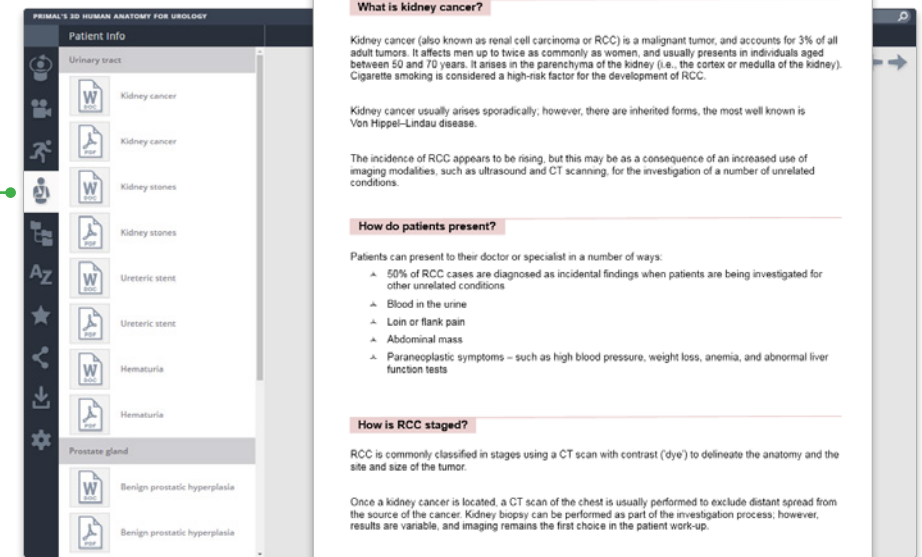 PRIMAL'S 3D HUMAN ANATOMY FOR UROLOGY
Patient Info
Urinary tract
W
DOC
Kidney cancer
PDF
Kidney cancer
W
DOC
Kidney stones
PDF
Kidney stones
AZ
W
DOC
Ureteric stent
PDF
Ureteric stent
W
DOC
Hematuria
PDF
Hematuria
Prostate gland
W
DOC
Benign prostatic hyperplasia
PDF
Benign prostatic hyperplasia
What is kidney cancer?
Kidney cancer (also known as renal cell carcinoma or RCC) is a malignant tumor, and accounts for 3% of all
adult tumors. It affects men up to twice as commonly as women, and usually presents in individuals aged
between 50 and 70 years. It arises in the parenchyma of the kidney (i.e., the cortex or medulla of the kidney).
Cigarette smoking is considered a high-risk factor for the development of RCC.
Kidney cancer usually arises sporadically; however, there are inherited forms, the most well known is
Von Hippel–Lindau disease.
The incidence of RCC appears to be rising, but this may be as a consequence of an increased use of
imaging modalities, such as ultrasound and CT scanning, for the investigation of a number of unrelated
conditions.
How do patients present?
Patients can present to their doctor or specialist in a number of ways:
50% of RCC cases are diagnosed as incidental findings when patients are being investigated for
other unrelated conditions
Blood in the urine
Loin or flank pain
Abdominal mass
Paraneoplastic symptoms – such as high blood pressure, weight loss, anemia, and abnormal liver
function tests
How is RCC staged?
RCC is commonly classified in stages using a CT scan with contrast ('dye') to delineate the anatomy and the
site and size of the tumor.
Once a kidney cancer is located, a CT scan of the chest is usually performed to exclude distant spread from
the source of the cancer. Kidney biopsy can be performed as part of the investigation process; however,
results are variable, and imaging remains the first choice in the patient work-up.